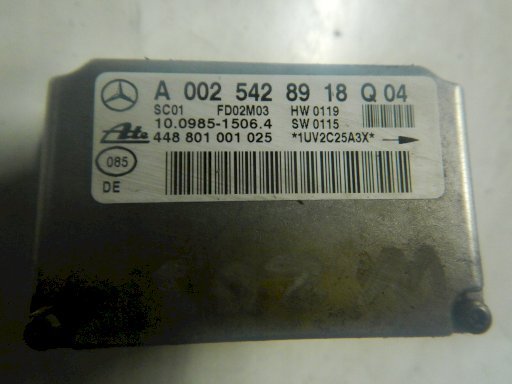 A 002 542 89 18 Q 04
SC01 FD02M03 HW 0119
Ate 10.0985-1506.4 SW 0115
448 801 001 025 *1UV2C25A3X*
085
DE